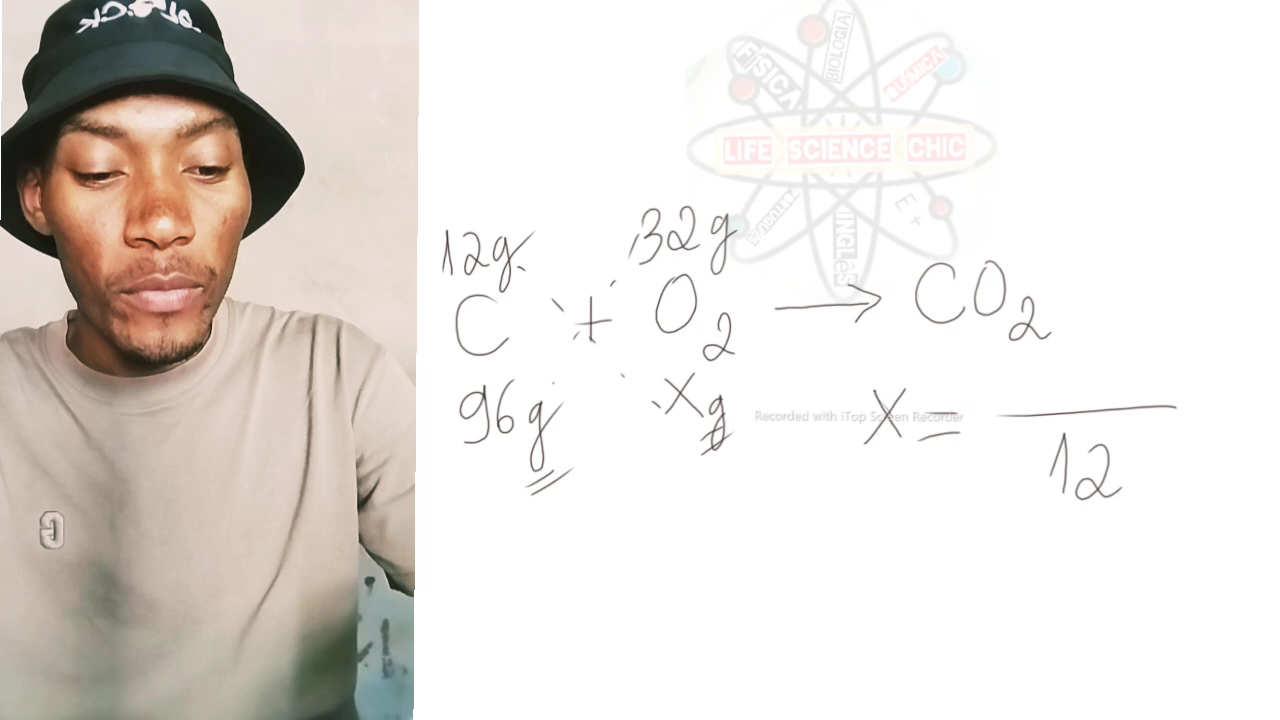 BLACK
FÍSICA
BIOLOGIA
QUÍMICA
LIFE SCIENCE CHIC
INGLÊS
E+
12g 32g
C + O2 → CO2
96g Xg X = —
12
Recorded with iTop Screen Recorder
G